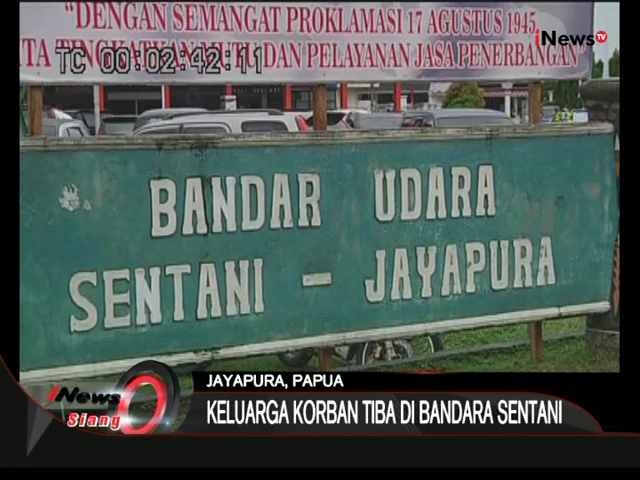 "DENGAN SEMANGAT PROKLAMASI 17 AGUSTUS 1945,
TINGKATKAN DAN PELAYANAN JASA PENERBANGAN
TC 00:02:42:11
iNews TV
BANDAR UDARA
SENTANI - JAYAPURA
iNews
Siang
JAYAPURA, PAPUA
KELUARGA KORBAN TIBA DI BANDARA SENTANI